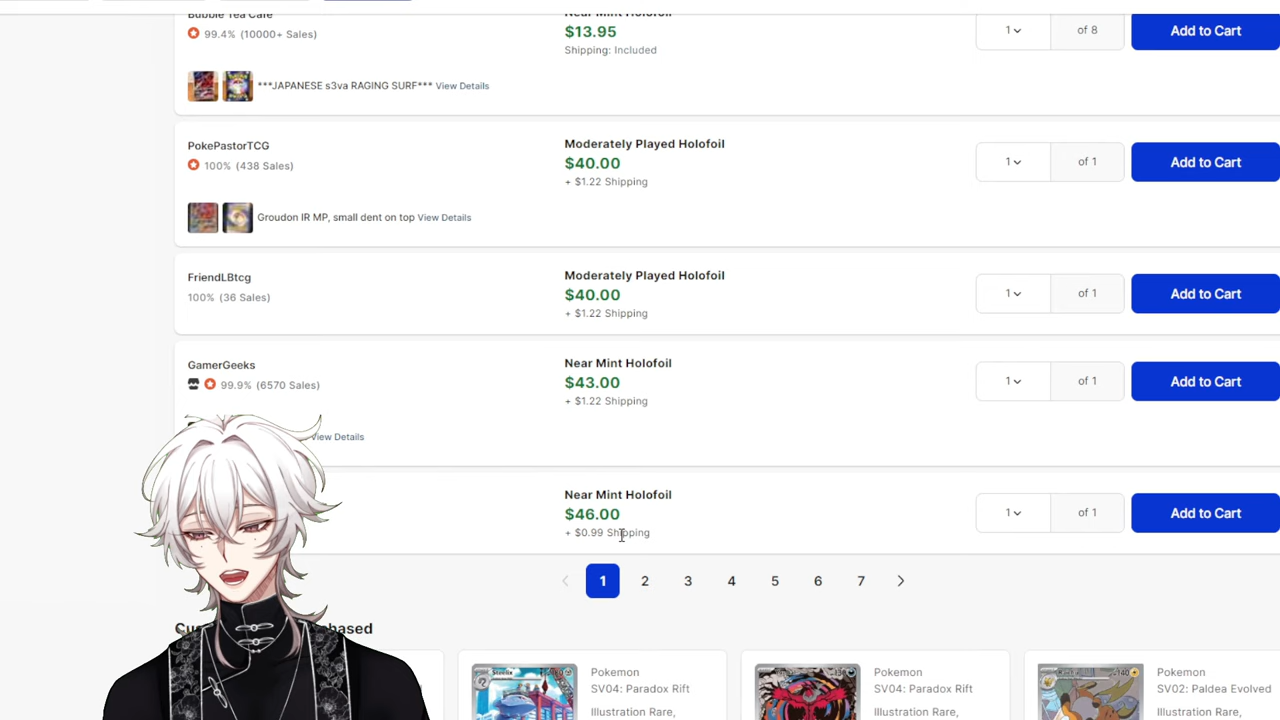 Bubble Tea Cafe
99.4% (10000+ Sales)
Near Mint Holofoil
$13.95
Shipping: Included
1
of 8
Add to Cart
***JAPANESE s3va RAGING SURF*** View Details
PokePastorTCG
100% (438 Sales)
Moderately Played Holofoil
$40.00
+ $1.22 Shipping
1
of 1
Add to Cart
Groudon IR MP, small dent on top View Details
FriendLBtcg
100% (36 Sales)
Moderately Played Holofoil
$40.00
+ $1.22 Shipping
1
of 1
Add to Cart
GamerGeeks
99.9% (6570 Sales)
Near Mint Holofoil
$43.00
+ $1.22 Shipping
1
of 1
Add to Cart
View Details
Near Mint Holofoil
$46.00
+ $0.99 Shipping
1
of 1
Add to Cart
1 2 3 4 5 6 7
Pokemon
SV04: Paradox Rift
Illustration Rare,
Pokemon
SV04: Paradox Rift
Illustration Rare,
Pokemon
SV02: Paldea Evolved
Illustration Rare,